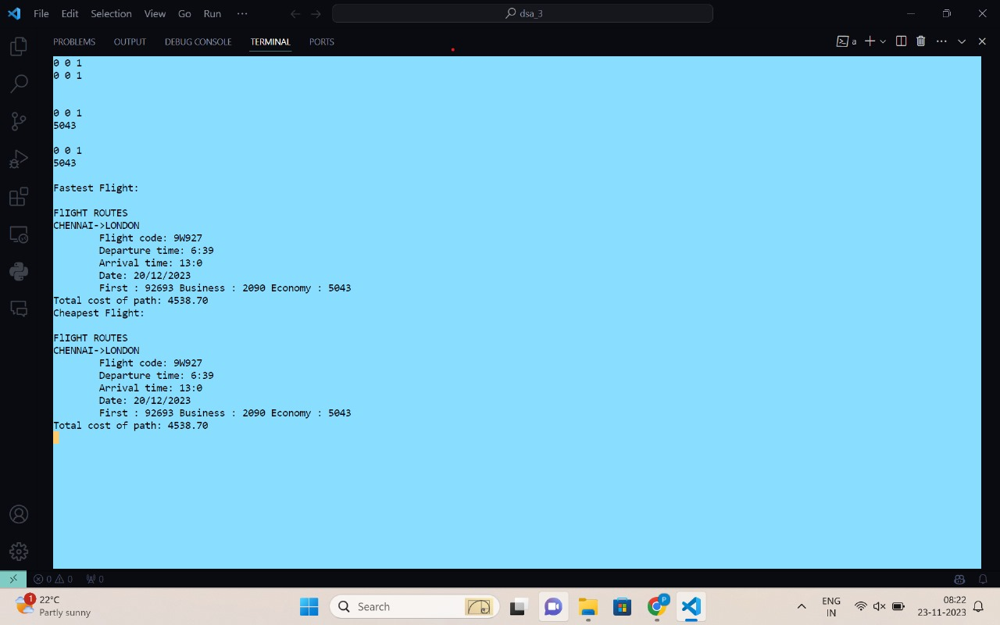 File Edit Selection View Go Run ···
dsa_3
PROBLEMS OUTPUT DEBUG CONSOLE TERMINAL PORTS
a
0 0 1
0 0 1
0 0 1
5043
0 0 1
5043
Fastest Flight:
FlIGHT ROUTES
CHENNAI->LONDON
Flight code: 9W927
Departure time: 6:39
Arrival time: 13:0
Date: 20/12/2023
First : 92693 Business : 2090 Economy : 5043
Total cost of path: 4538.70
Cheapest Flight:
FlIGHT ROUTES
CHENNAI->LONDON
Flight code: 9W927
Departure time: 6:39
Arrival time: 13:0
Date: 20/12/2023
First : 92693 Business : 2090 Economy : 5043
Total cost of path: 4538.70
0 0 0
1
22°C
Partly sunny
Search
P
ENG
IN
08:22
23-11-2023